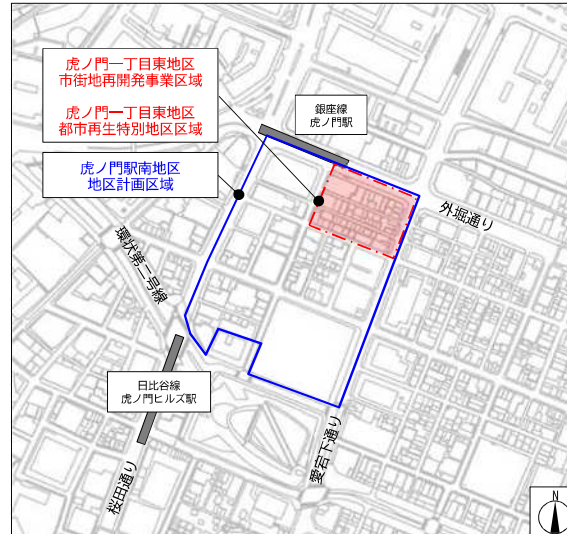 虎ノ門一丁目東地区
市街地再開発事業区域
虎ノ門一丁目東地区
都市再生特別地区区域
銀座線
虎ノ門駅
虎ノ門駅南地区
地区計画区域
外堀通り
環状第二号線
日比谷線
虎ノ門ヒルズ駅
愛宕下通り
桜田通り
N